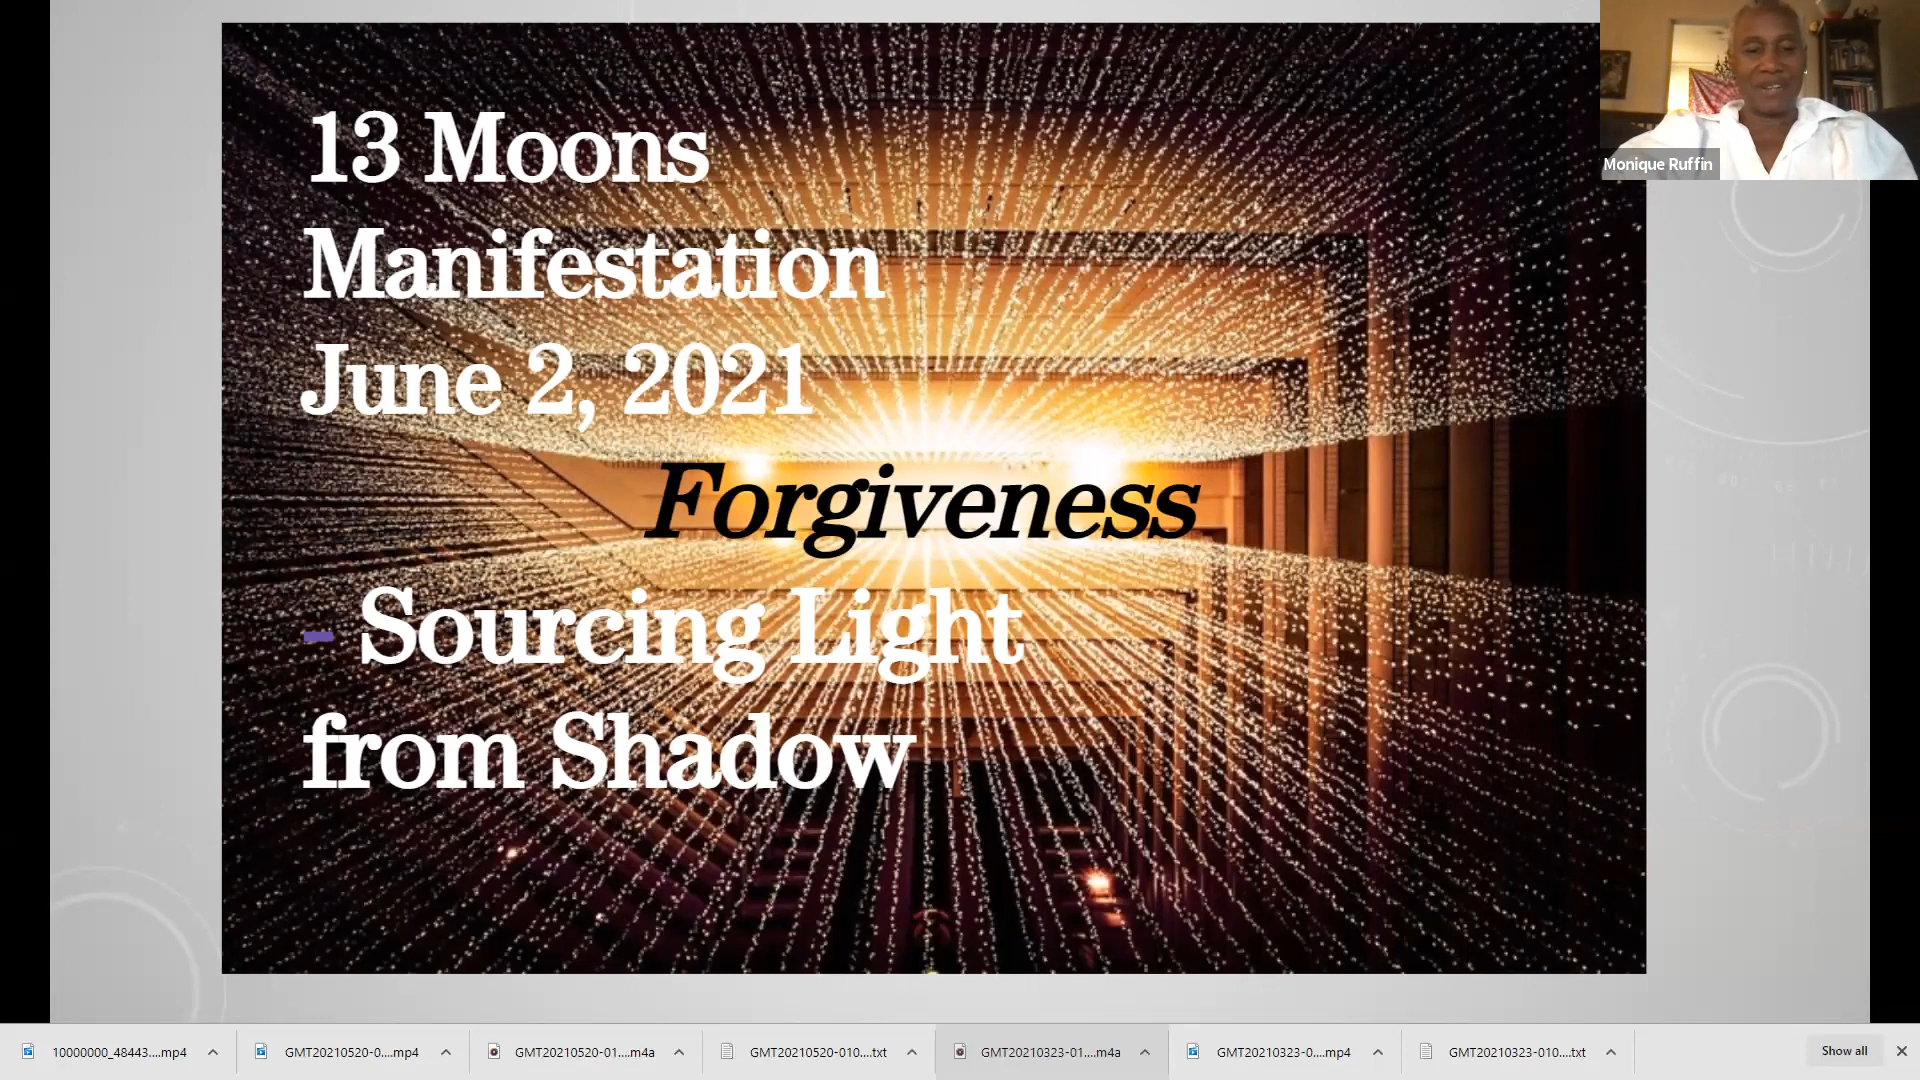 13 Moons
Manifestation
June 2, 2021
Forgiveness
- Sourcing Light
from Shadow
Monique Ruffin
10000000_48443....mp4
GMT20210520-0....mp4
GMT20210520-01....m4a
GMT20210520-010....txt
GMT20210323-01....m4a
GMT20210323-0....mp4
GMT20210323-010....txt
Show all